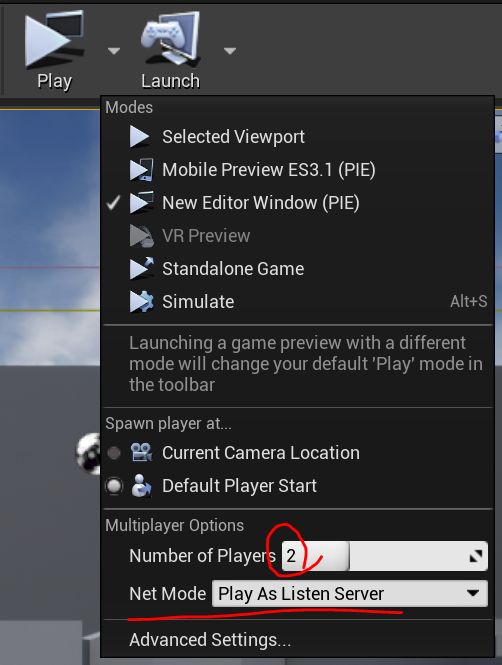 Play Launch
Modes
Selected Viewport
Mobile Preview ES3.1 (PIE)
New Editor Window (PIE)
VR Preview
Standalone Game
Simulate Alt+S
Launching a game preview with a different
mode will change your default 'Play' mode in
the toolbar
Spawn player at...
Current Camera Location
Default Player Start
Multiplayer Options
Number of Players 2
Net Mode Play As Listen Server
Advanced Settings...